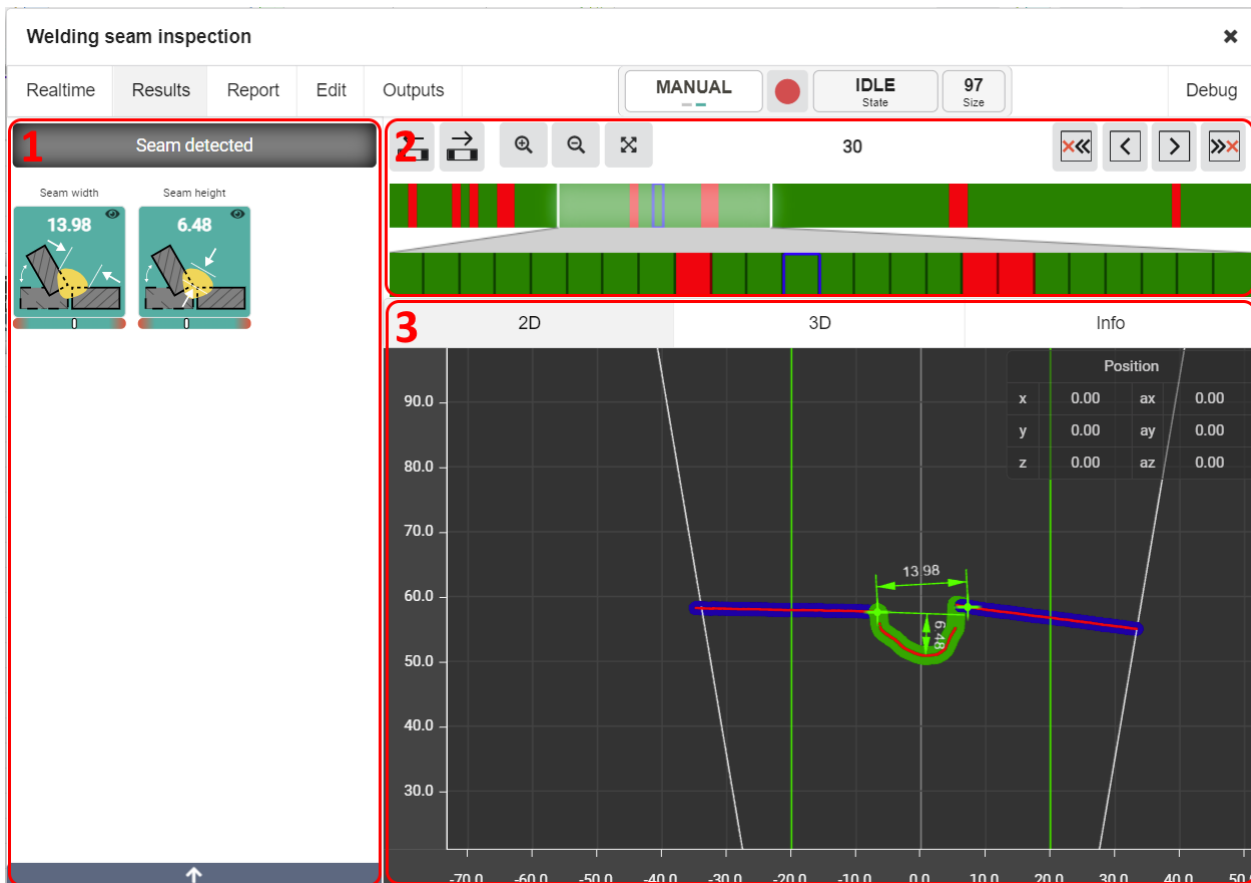 Welding seam inspection
Realtime Results Report Edit Outputs MANUAL IDLE State 97 Size Debug
1 Seam detected
2 30
Seam width Seam height
13.98 6.48
3 2D 3D Info
Position
x 0.00 ax 0.00
y 0.00 ay 0.00
z 0.00 az 0.00
90.0
80.0
70.0
60.0
50.0
40.0
30.0
13.98
6.48
-70.0 -60.0 -50.0 -40.0 -30.0 -20.0 -10.0 0.0 10.0 20.0 30.0 40.0